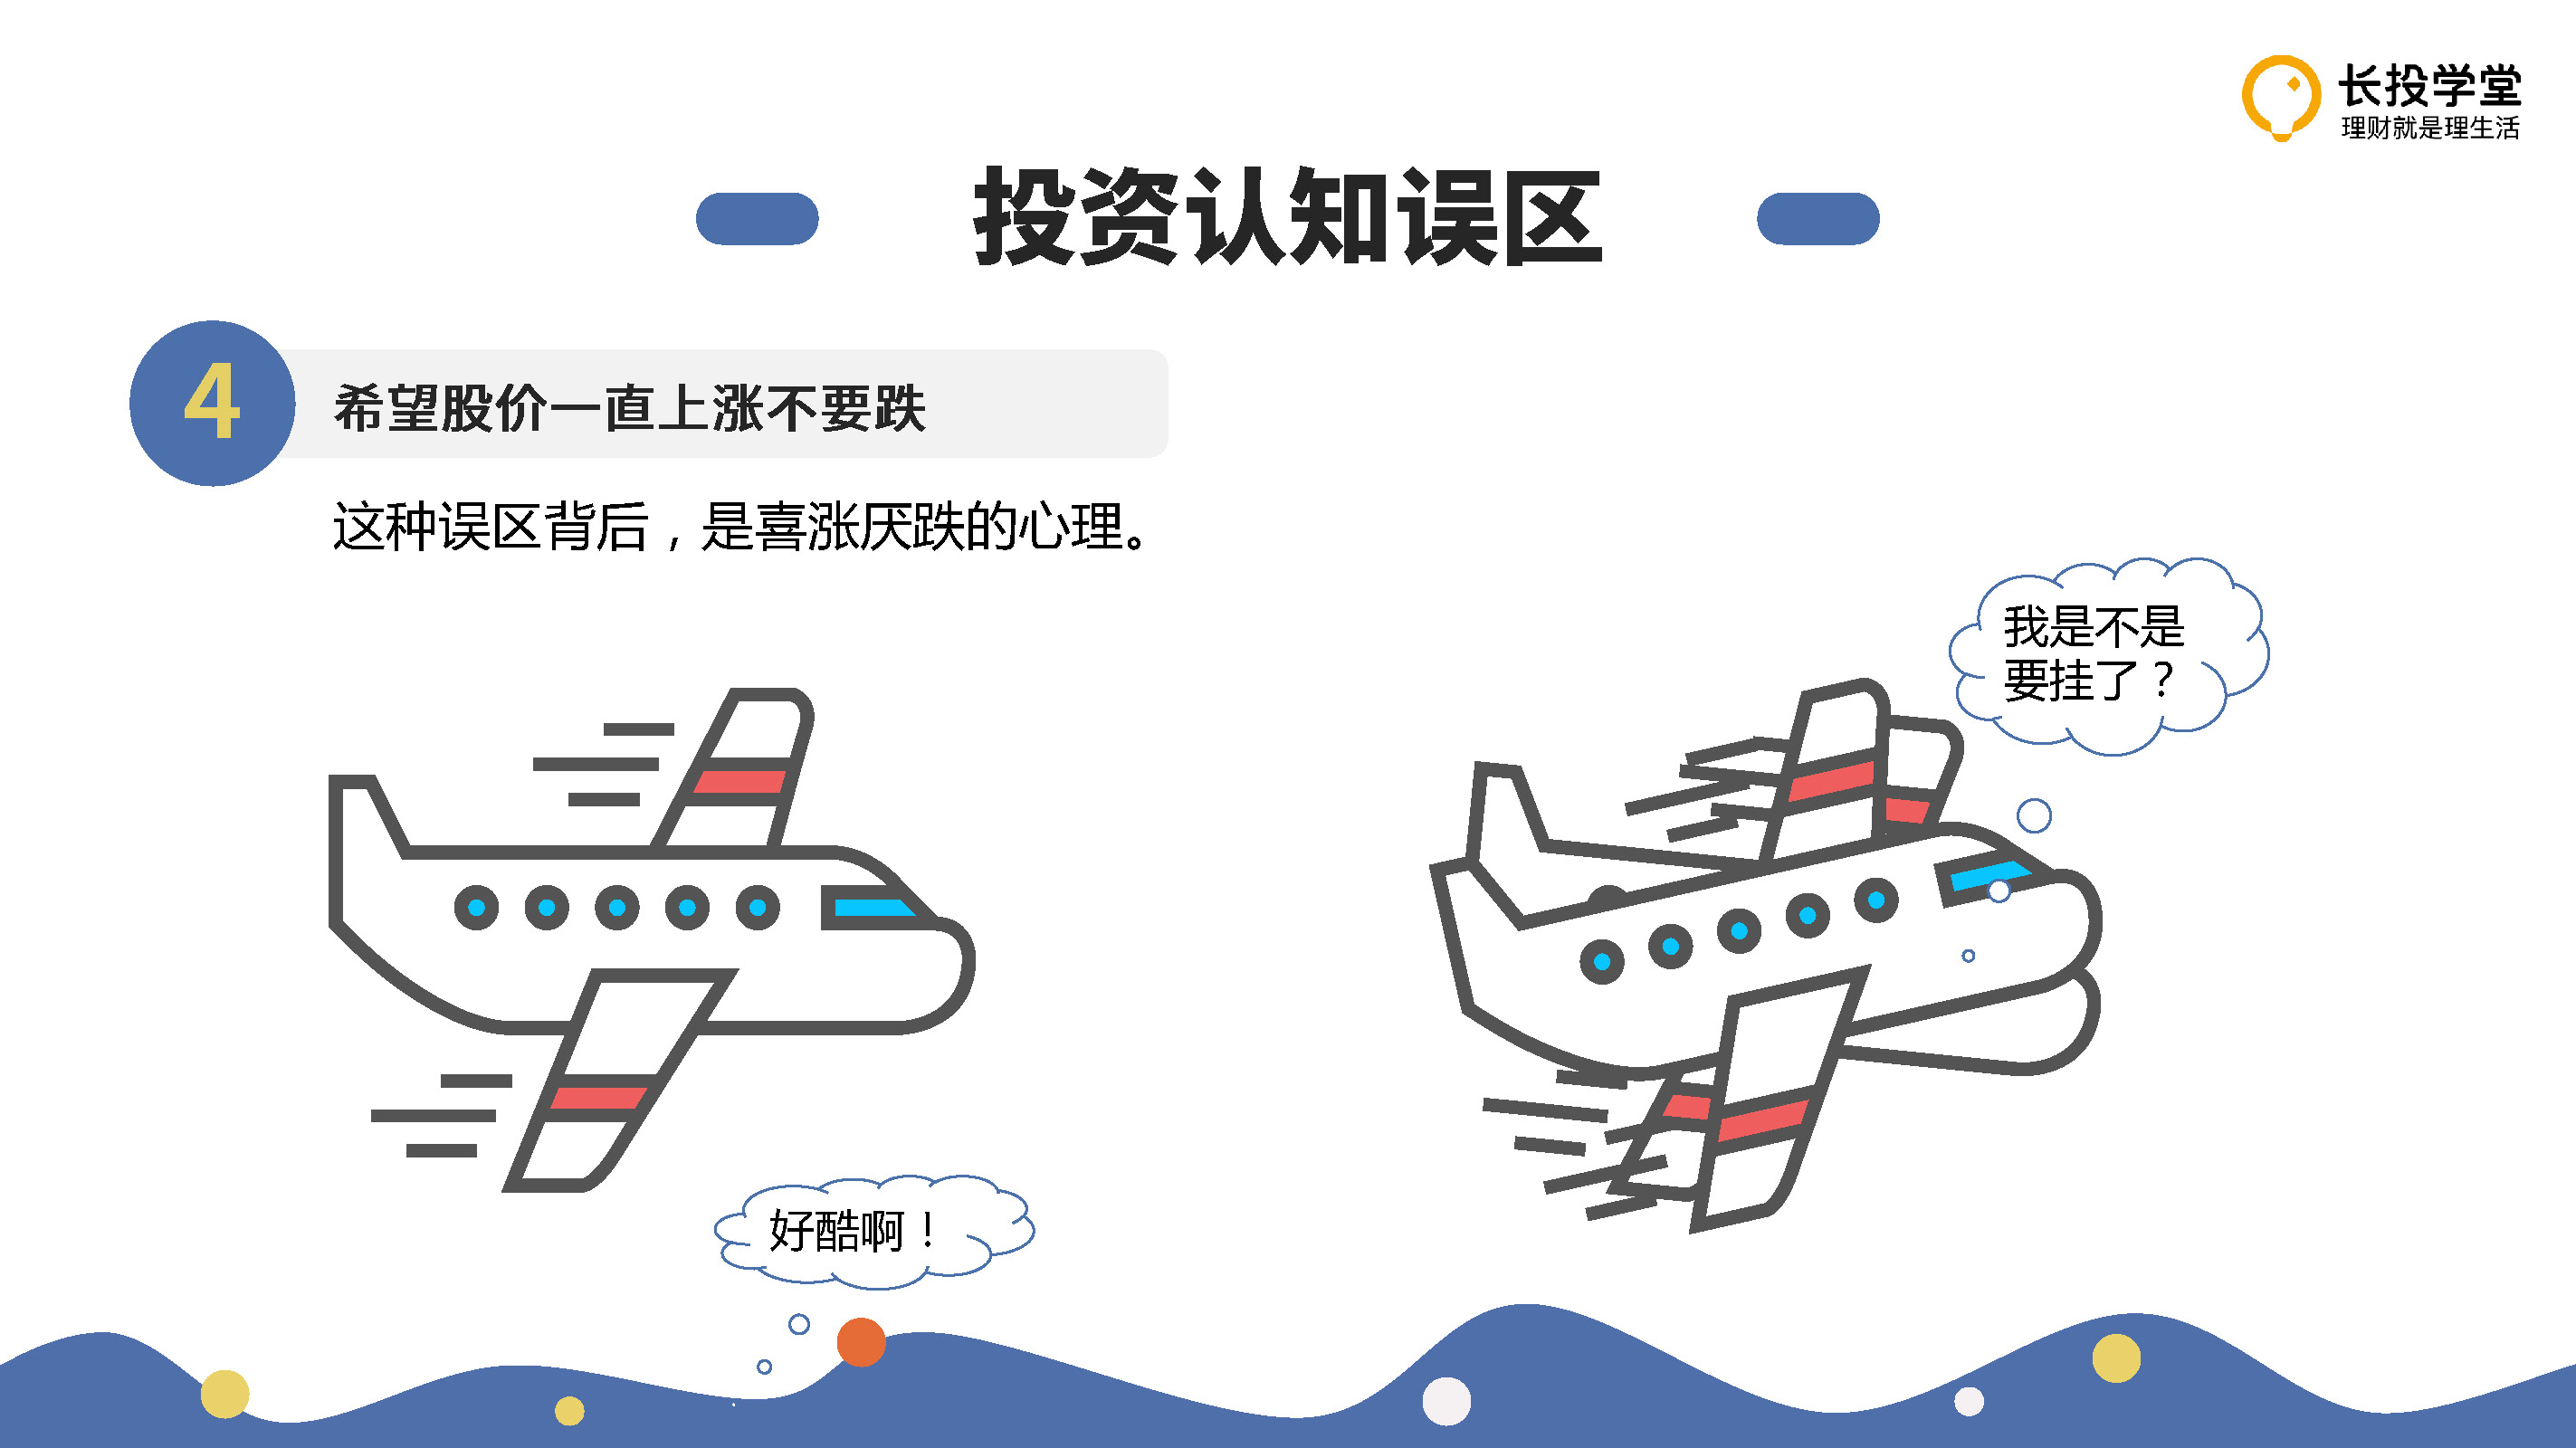 长投学堂
理财就是理生活
投资认知误区
4
希望股价一直上涨不要跌
这种误区背后，是喜涨厌跌的心理。
我是不是
要挂了？
好酷啊！